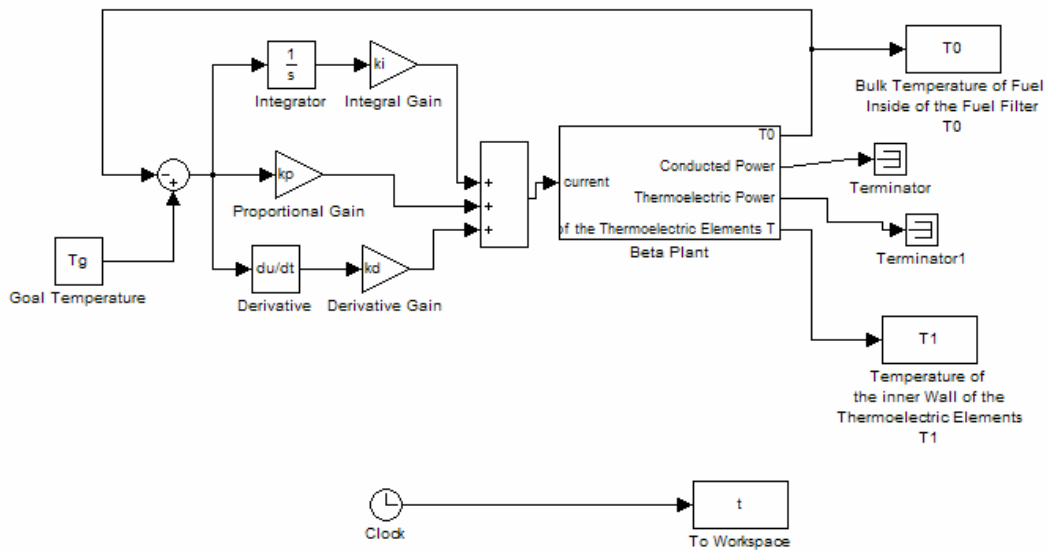 T0
Bulk Temperature of Fuel
Inside of the Fuel Filter
T0
1
s
Integrator
ki
Integral Gain
-
+
kp
Proportional Gain
Tg
Goal Temperature
du/dt
Derivative
kd
Derivative Gain
+
+
+
current
T0
Conducted Power
Thermoelectric Power
of the Thermoelectric Elements T
Beta Plant
Terminator
Terminator1
T1
Temperature of
the inner Wall of the
Thermoelectric Elements
T1
Clock
t
To Workspace